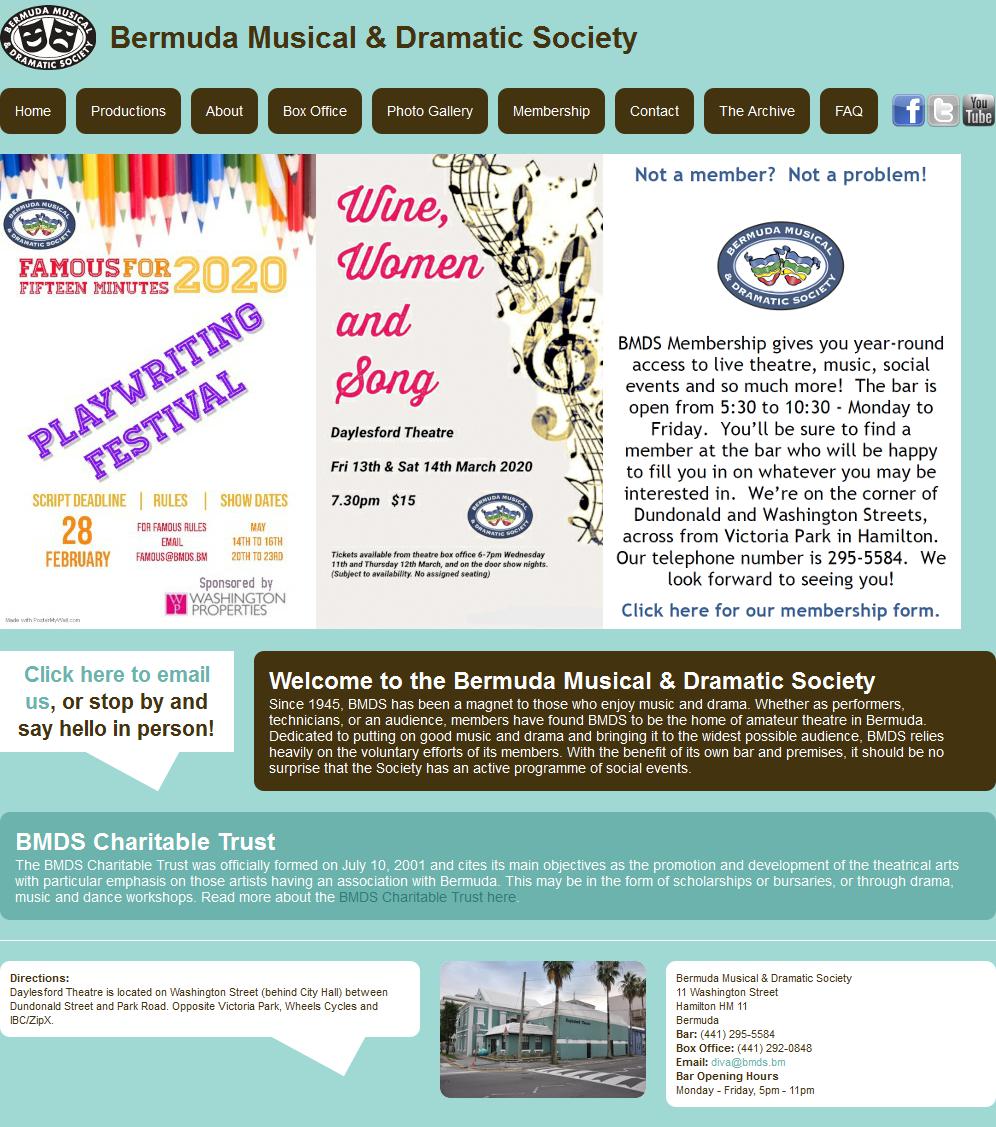 BERMUDA MUSICAL
& DRAMATIC SOCIETY
Bermuda Musical & Dramatic Society
Home
Productions
About
Box Office
Photo Gallery
Membership
Contact
The Archive
FAQ
f
t
You
Tube
BERMUDA MUSICAL
& DRAMATIC SOCIETY
FAMOUS FOR
FIFTEEN MINUTES
2020
PLAYWRITING
FESTIVAL
SCRIPT DEADLINE
28
FEBRUARY
RULES
FOR FAMOUS RULES
EMAIL
FAMOUS@BMDS.BM
SHOW DATES
MAY
14TH TO 16TH
20TH TO 23RD
Sponsored by
WP
WASHINGTON
PROPERTIES
Made with PosterMyWall.com
Wine,
Women
and
Song
Daylesford Theatre
Fri 13th & Sat 14th March 2020
7.30pm $15
BERMUDA MUSICAL
& DRAMATIC SOCIETY
Tickets available from theatre box office 6-7pm Wednesday
11th and Thursday 12th March, and on the door show nights.
(Subject to availability. No assigned seating)
Not a member? Not a problem!
BERMUDA MUSICAL
& DRAMATIC SOCIETY
BMDS Membership gives you year-round
access to live theatre, music, social
events and so much more! The bar is
open from 5:30 to 10:30 - Monday to
Friday. You'll be sure to find a
member at the bar who will be happy
to fill you in on whatever you may be
interested in. We're on the corner of
Dundonald and Washington Streets,
across from Victoria Park in Hamilton.
Our telephone number is 295-5584. We
look forward to seeing you!
Click here for our membership form.
Click here to email
us, or stop by and
say hello in person!
Welcome to the Bermuda Musical & Dramatic Society
Since 1945, BMDS has been a magnet to those who enjoy music and drama. Whether as performers,
technicians, or an audience, members have found BMDS to be the home of amateur theatre in Bermuda.
Dedicated to putting on good music and drama and bringing it to the widest possible audience, BMDS relies
heavily on the voluntary efforts of its members. With the benefit of its own bar and premises, it should be no
surprise that the Society has an active programme of social events.
BMDS Charitable Trust
The BMDS Charitable Trust was officially formed on July 10, 2001 and cites its main objectives as the promotion and development of the theatrical arts
with particular emphasis on those artists having an association with Bermuda. This may be in the form of scholarships or bursaries, or through drama,
music and dance workshops. Read more about the BMDS Charitable Trust here.
Directions:
Daylesford Theatre is located on Washington Street (behind City Hall) between
Dundonald Street and Park Road. Opposite Victoria Park, Wheels Cycles and
IBC/ZipX.
Bermuda Musical & Dramatic Society
11 Washington Street
Hamilton HM 11
Bermuda
Bar: (441) 295-5584
Box Office: (441) 292-0848
Email: diva@bmds.bm
Bar Opening Hours
Monday - Friday, 5pm - 11pm